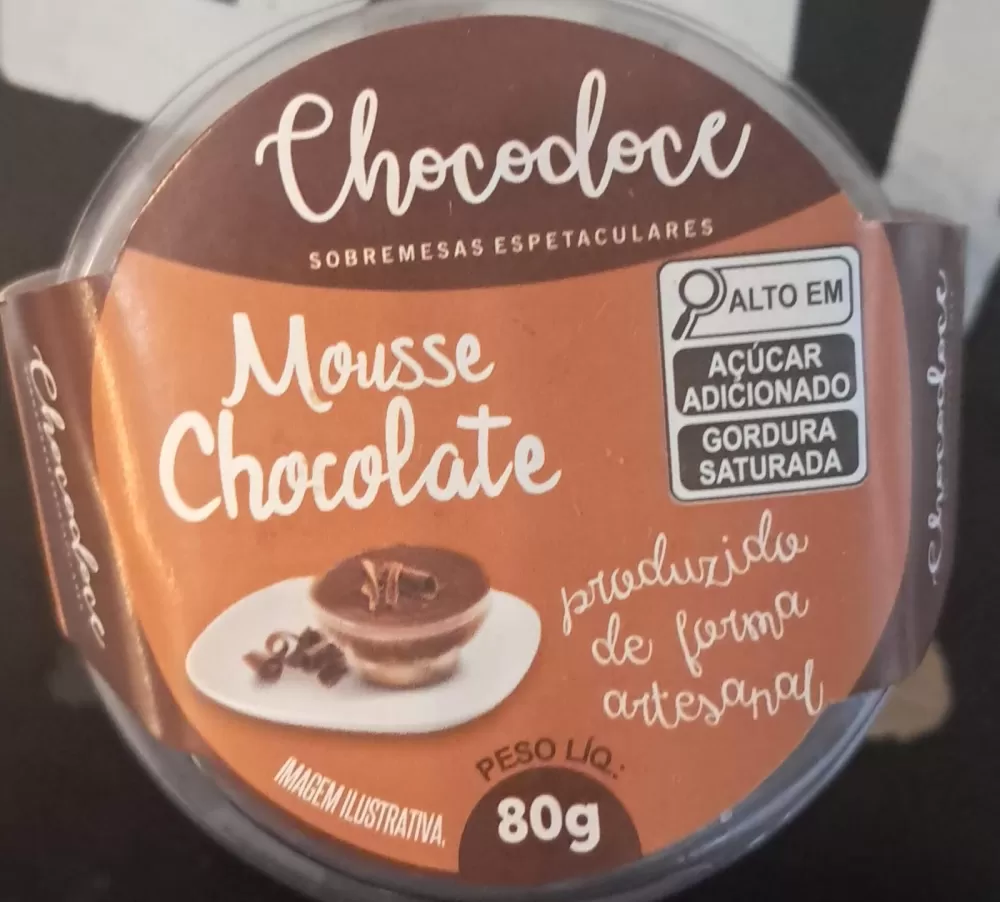 Chocodoce
SOBREMESAS ESPETACULARES
Mousse
Chocolate
ALTO EM
AÇÚCAR
ADICIONADO
GORDURA
SATURADA
produzido
de forma
artesanal
IMAGEM ILUSTRATIVA.
PESO LÍQ.:
80g
Chocodoce
Chocodoce